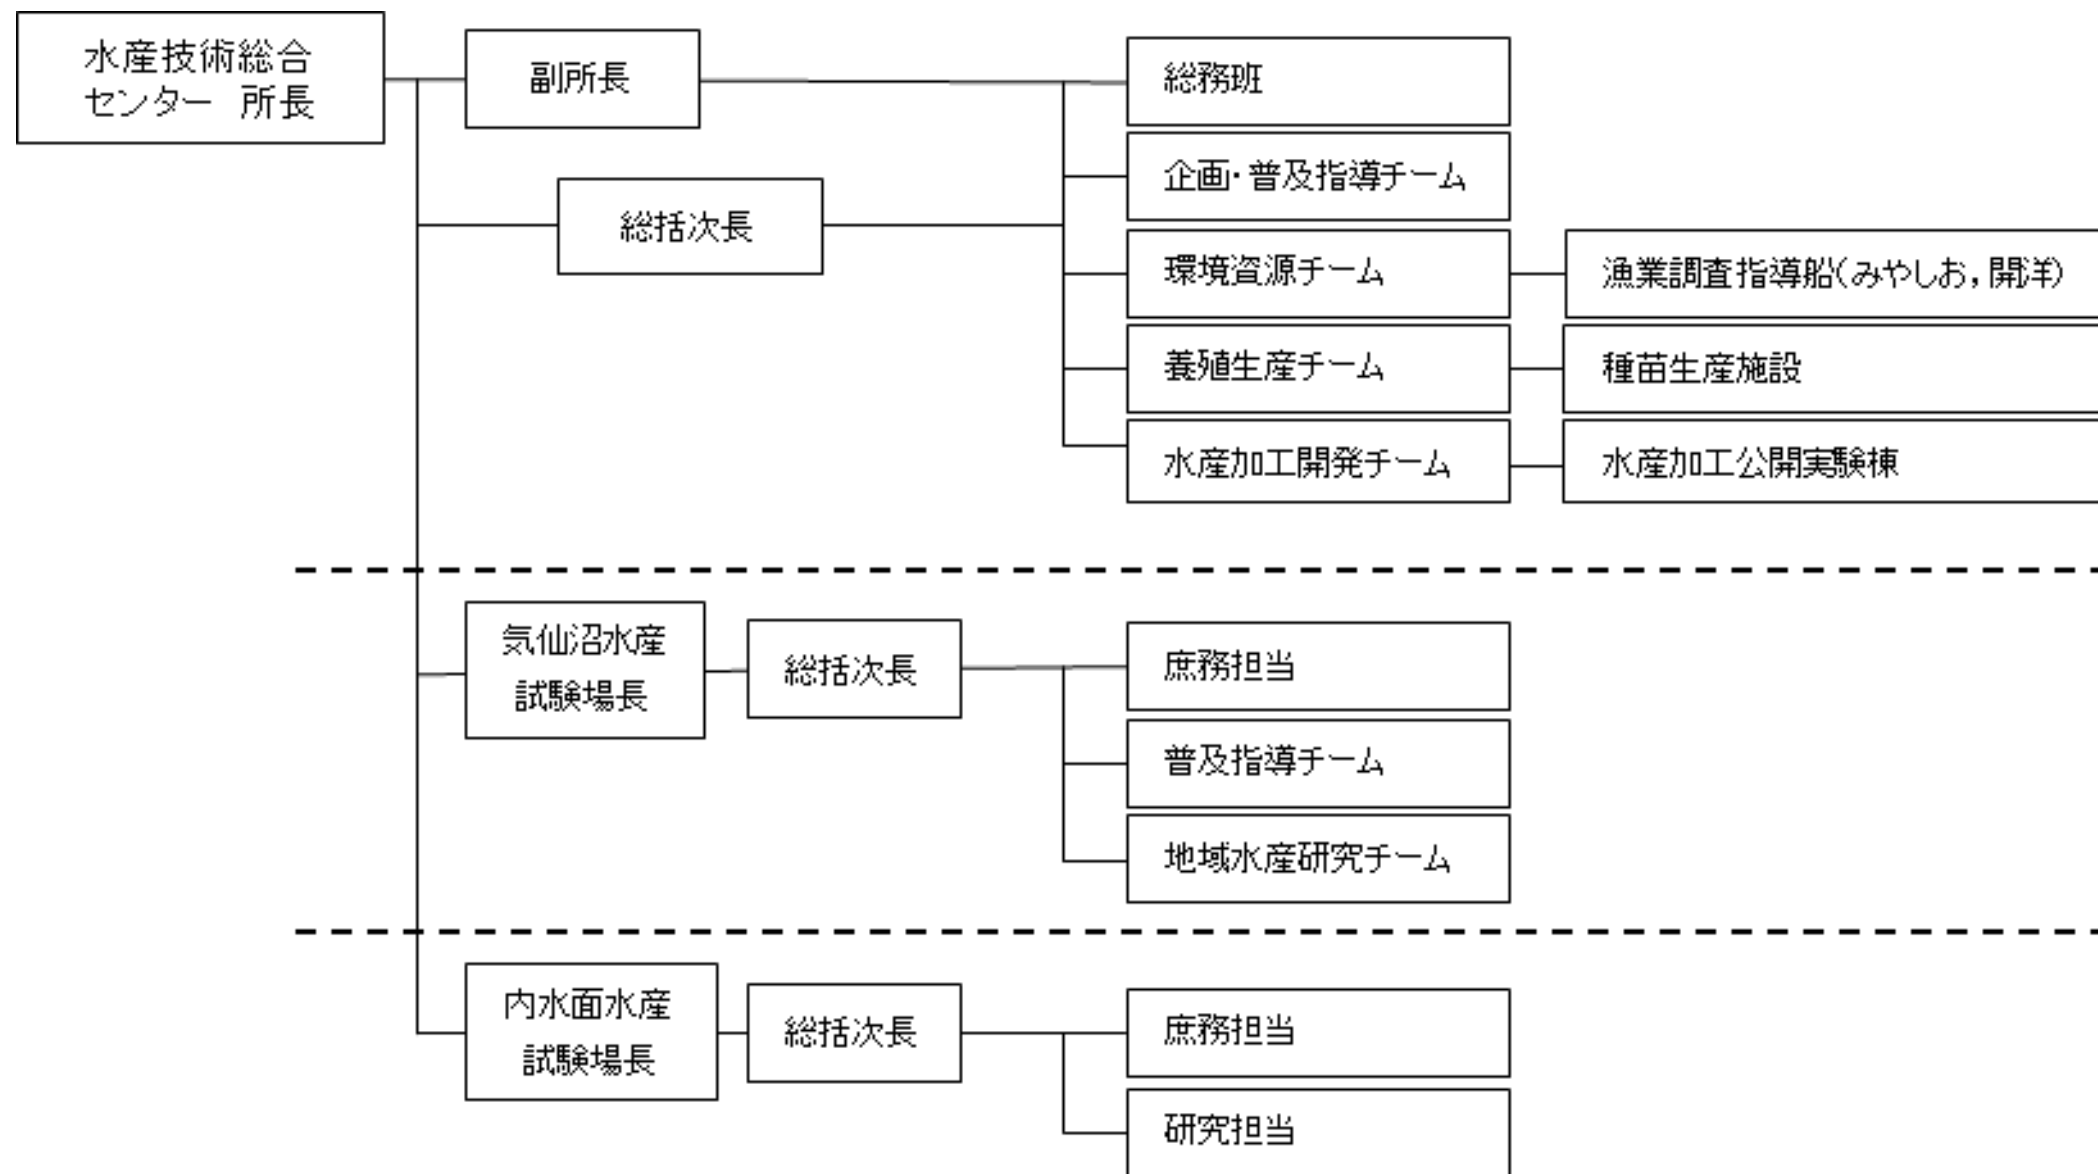 水産技術総合
センター 所長
副所長
総務班
企画・普及指導チーム
総括次長
環境資源チーム
漁業調査指導船(みやしお,開洋)
養殖生産チーム
種苗生産施設
水産加工開発チーム
水産加工公開実験棟
気仙沼水産
試験場長
総括次長
庶務担当
普及指導チーム
地域水産研究チーム
内水面水産
試験場長
総括次長
庶務担当
研究担当